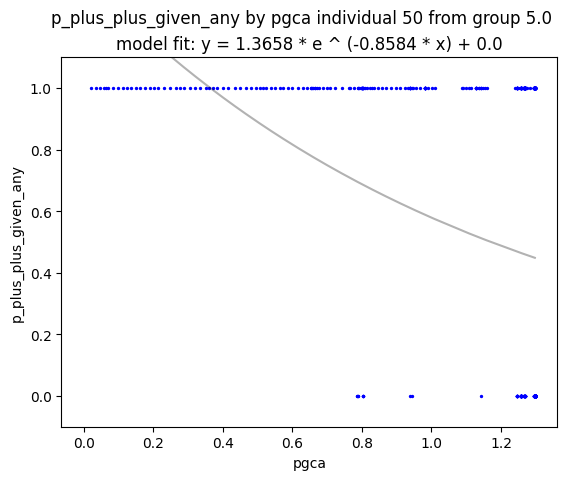 p_plus_plus_given_any by pgca individual 50 from group 5.0
model fit: y = 1.3658 * e ^ (-0.8584 * x) + 0.0
p_plus_plus_given_any
1.0
0.8
0.6
0.4
0.2
0.0
0.0 0.2 0.4 0.6 0.8 1.0 1.2
pgca